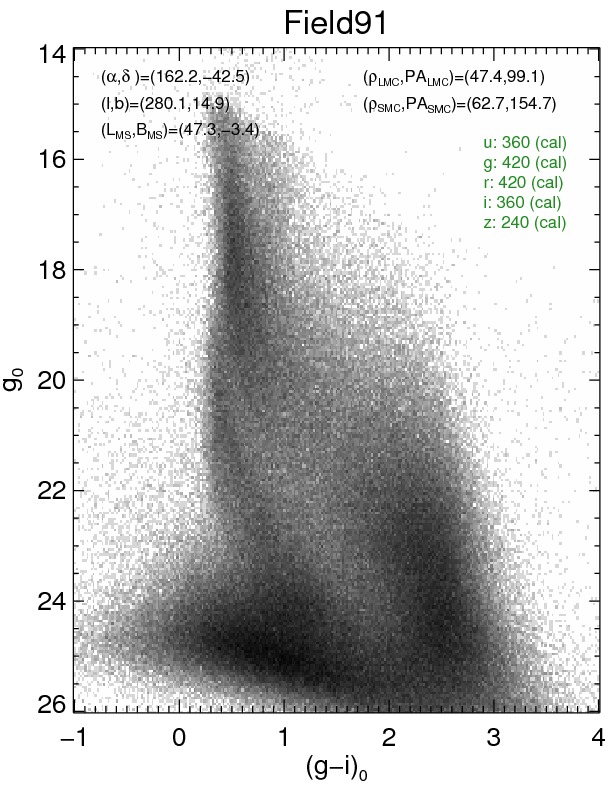 Field91
(α,δ )=(162.2,−42.5)
(ρLMC,PALMC)=(47.4,99.1)
(l,b)=(280.1,14.9)
(ρSMC,PASMC)=(62.7,154.7)
(LMS,BMS)=(47.3,−3.4)
u: 360 (cal)
g: 420 (cal)
r: 420 (cal)
i: 360 (cal)
z: 240 (cal)
14
16
18
20
22
24
26
g0
−1 0 1 2 3 4
(g−i)0